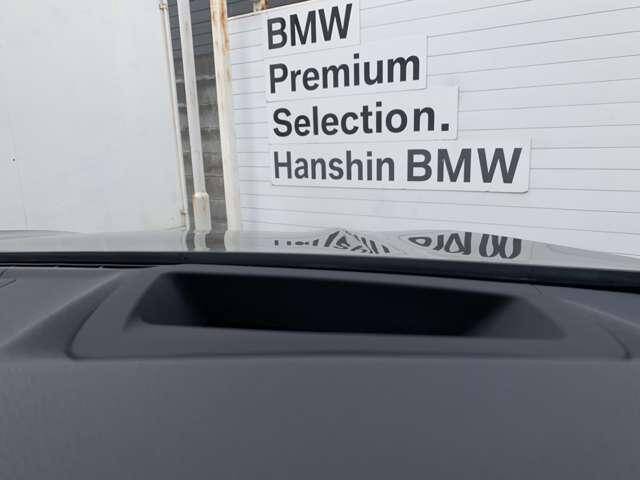 BMW
Premium
Selection.
Hanshin BMW